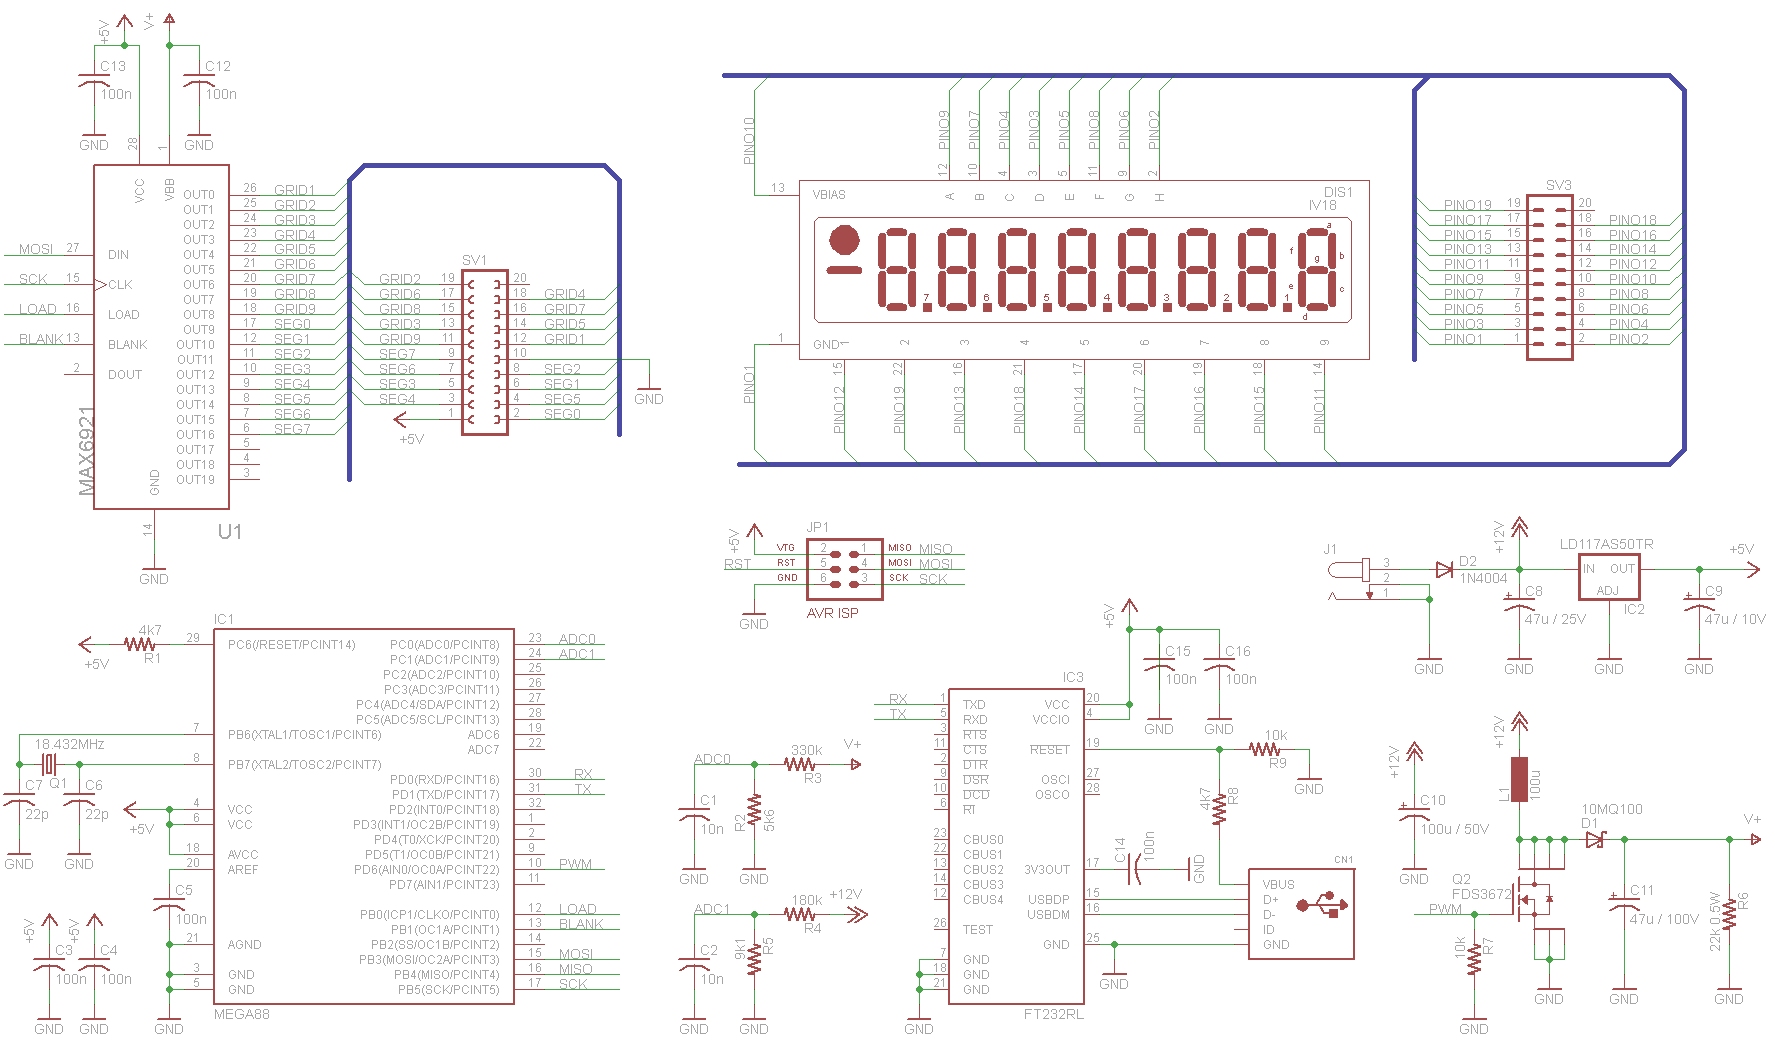 +5V
V+
C13
100n
C12
100n
GND
GND
28
1
VCC
VBB
MOSI 27 DIN
SCK 15 CLK
LOAD 16 LOAD
BLANK 13 BLANK
2 DOUT
OUT0 26 GRID1
OUT1 25 GRID2
OUT2 24 GRID3
OUT3 23 GRID4
OUT4 22 GRID5
OUT5 21 GRID6
OUT6 20 GRID7
OUT7 19 GRID8
OUT8 18 GRID9
OUT9 17 SEG0
OUT10 12 SEG1
OUT11 11 SEG2
OUT12 10 SEG3
OUT13 9 SEG4
OUT14 8 SEG5
OUT15 7 SEG6
OUT16 6 SEG7
OUT17 5
OUT18 4
OUT19 3
MAX6921
GND
14
U1
GND
SV1
GRID2 19 20
GRID6 17 18 GRID4
GRID8 15 16 GRID7
GRID3 13 14 GRID5
GRID9 11 12 GRID1
SEG7 9 10
SEG6 7 8 SEG2
SEG3 5 6 SEG1
SEG4 3 4 SEG5
1 2 SEG0
+5V
GND
PINO10
PINO9
PINO7
PINO4
PINO3
PINO5
PINO8
PINO6
PINO2
12 10 4 3 5 11 9 2
13 VBIAS A B C D E F G H
DIS1
IV18
a
f b
g
e c
d
7 6 5 4 3 2 1
1 GND 1 2 3 4 5 6 7 8 9
15 22 16 21 17 20 19 18 14
PINO1
PINO12
PINO19
PINO13
PINO18
PINO14
PINO17
PINO16
PINO15
PINO11
SV3
PINO19 19 20
PINO17 17 18 PINO18
PINO15 15 16 PINO16
PINO13 13 14 PINO14
PINO11 11 12 PINO12
PINO9 9 10 PINO10
PINO7 7 8 PINO8
PINO5 5 6 PINO6
PINO3 3 4 PINO4
PINO1 1 2 PINO2
JP1
+5V
VTG 2 1 MISO MISO
RST RST 5 4 MOSI MOSI
GND 6 3 SCK SCK
AVR ISP
GND
J1
3
2
1
D2
1N4004
+12V
LD117AS50TR
IN OUT
ADJ
IC2
+5V
C8
47u / 25V
C9
47u / 10V
GND
GND
GND
GND
IC1
4k7
R1
+5V
29 PC6(/RESET/PCINT14)
7 PB6(XTAL1/TOSC1/PCINT6)
8 PB7(XTAL2/TOSC2/PCINT7)
4 VCC
6 VCC
18 AVCC
20 AREF
21 AGND
3 GND
5 GND
PC0(ADC0/PCINT8) 23 ADC0
PC1(ADC1/PCINT9) 24 ADC1
PC2(ADC2/PCINT10) 25
PC3(ADC3/PCINT11) 26
PC4(ADC4/SDA/PCINT12) 27
PC5(ADC5/SCL/PCINT13) 28
ADC6 19
ADC7 22
PD0(RXD/PCINT16) 30 RX
PD1(TXD/PCINT17) 31 TX
PD2(INT0/PCINT18) 32
PD3(INT1/OC2B/PCINT19) 1
PD4(T0/XCK/PCINT20) 2
PD5(T1/OC0B/PCINT21) 9
PD6(AIN0/OC0A/PCINT22) 10 PWM
PD7(AIN1/PCINT23) 11
PB0(ICP1/CLKO/PCINT0) 12 LOAD
PB1(OC1A/PCINT1) 13 BLANK
PB2(SS/OC1B/PCINT2) 14
PB3(MOSI/OC2A/PCINT3) 15 MOSI
PB4(MISO/PCINT4) 16 MISO
PB5(SCK/PCINT5) 17 SCK
MEGA88
18.432MHz
Q1
C7
22p
C6
22p
GND
GND
+5V
C5
100n
+5V
+5V
C3
100n
C4
100n
GND
GND
GND
ADC0
330k
R3
V+
C1
10n
R2
5k6
GND
GND
ADC1
180k
R4
+12V
C2
10n
9k1
R5
GND
GND
+5V
C15
100n
C16
100n
GND
GND
IC3
RX 1 TXD
TX 5 RXD
3 RTS
11 CTS
2 DTR
9 DSR
10 DCD
6 RI
23 CBUS0
22 CBUS1
13 CBUS2
14 CBUS3
12 CBUS4
26 TEST
7 GND
18 GND
21 GND
VCC 20
VCCIO 4
RESET 19
OSCI 27
OSCO 28
3V3OUT 17
USBDP 15
USBDM 16
GND 25
FT232RL
GND
GND
10k
R9
GND
4k7
R8
C14
100n
GND
CN1
VBUS
D+
D-
ID
GND
+12V
C10
100u / 50V
GND
+12V
L1
100u
10MQ100
D1
V+
Q2
FDS3672
PWM
10k
R7
GND
GND
C11
47u / 100V
GND
22k 0.5W
R6
GND